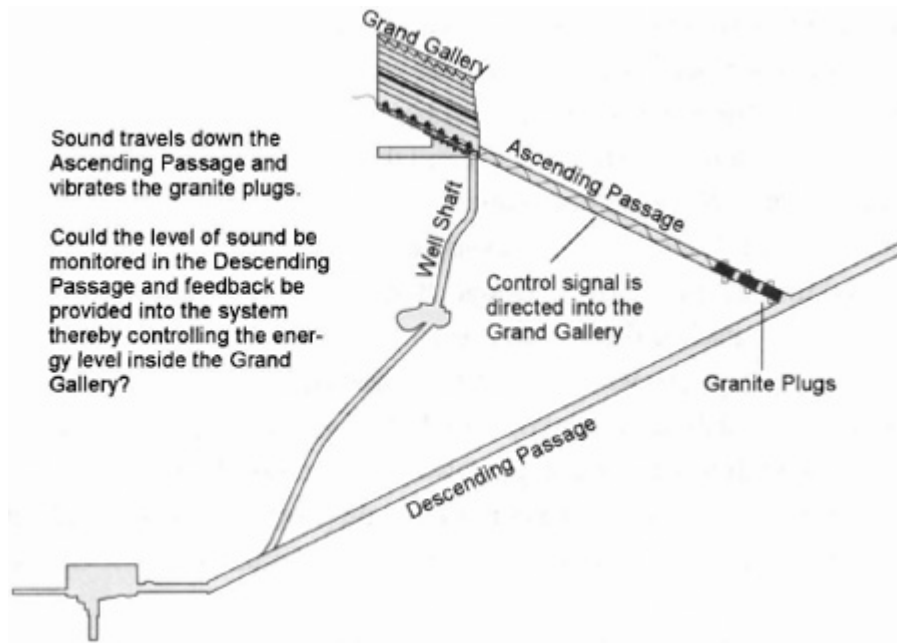 Grand Gallery
Sound travels down the
Ascending Passage and
vibrates the granite plugs.
Could the level of sound be
monitored in the Descending
Passage and feedback be
provided into the system
thereby controlling the ener-
gy level inside the Grand
Gallery?
Well Shaft
Ascending Passage
Control signal is
directed into the
Grand Gallery
Granite Plugs
Descending Passage